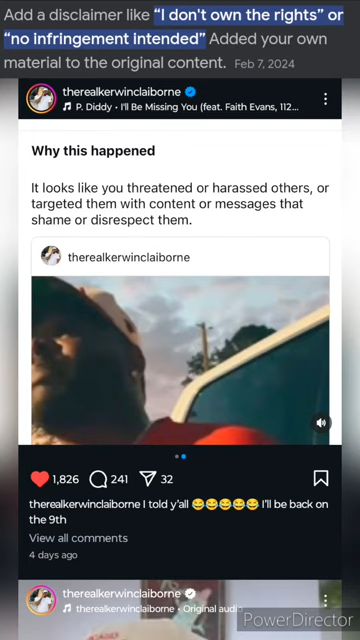 Add a disclaimer like “I don't own the rights” or
“no infringement intended” Added your own
material to the original content. Feb 7, 2024
therealkerwinclaiborne
P. Diddy • I'll Be Missing You (feat. Faith Evans, 112...
Why this happened
It looks like you threatened or harassed others, or
targeted them with content or messages that
shame or disrespect them.
therealkerwinclaiborne
1,826 241 32
therealkerwinclaiborne I told y'all 😂😂😂😂😂 I'll be back on
the 9th
View all comments
4 days ago
therealkerwinclaiborne
therealkerwinclaiborne • Original audio
PowerDirector